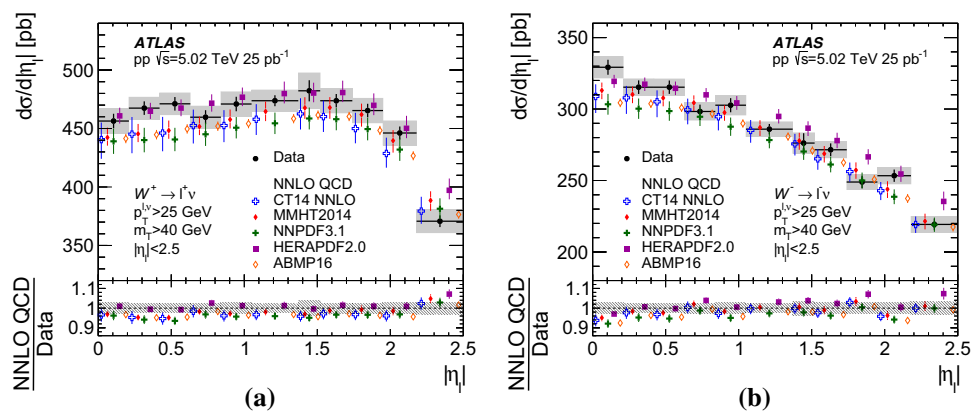 dσ/d|η_l| [pb]
ATLAS
pp √s=5.02 TeV 25 pb⁻¹
500
450
400
350
Data
NNLO QCD
CT14 NNLO
MMHT2014
NNPDF3.1
HERAPDF2.0
ABMP16
W⁺→l⁺ν
p_T^{l,ν}>25 GeV
m_T>40 GeV
|η_l|<2.5
NNLO QCD
Data
1.1
1
0.9
0 0.5 1 1.5 2 2.5
|η_l|
(a)
dσ/d|η_l| [pb]
ATLAS
pp √s=5.02 TeV 25 pb⁻¹
350
300
250
200
Data
NNLO QCD
CT14 NNLO
MMHT2014
NNPDF3.1
HERAPDF2.0
ABMP16
W⁻→l⁻ν
p_T^{l,ν}>25 GeV
m_T>40 GeV
|η_l|<2.5
NNLO QCD
Data
1.1
1
0.9
0 0.5 1 1.5 2 2.5
|η_l|
(b)